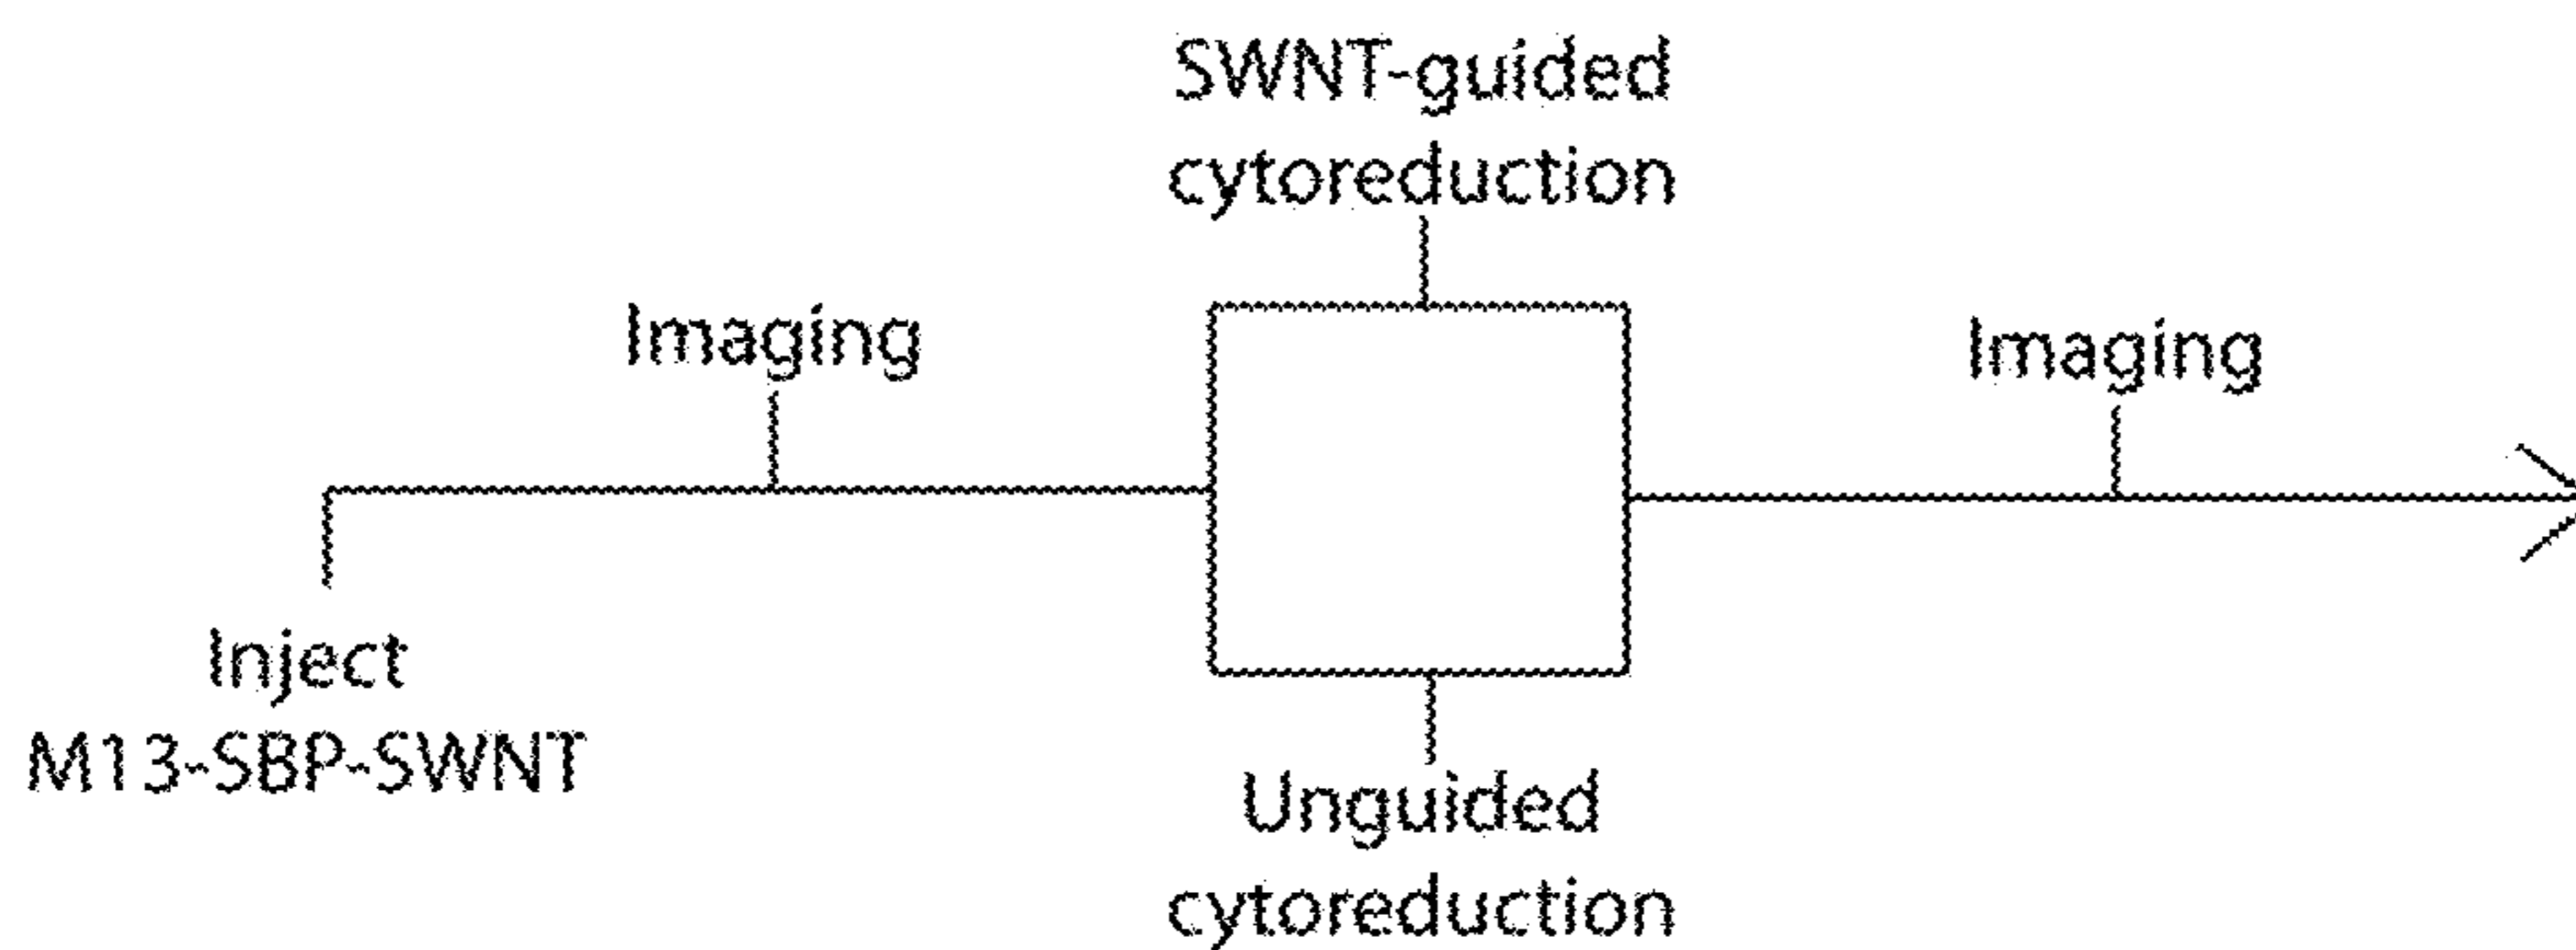 SWNT-guided
cytoreduction
Imaging
Imaging
Inject
M13-SBP-SWNT
Unguided
cytoreduction